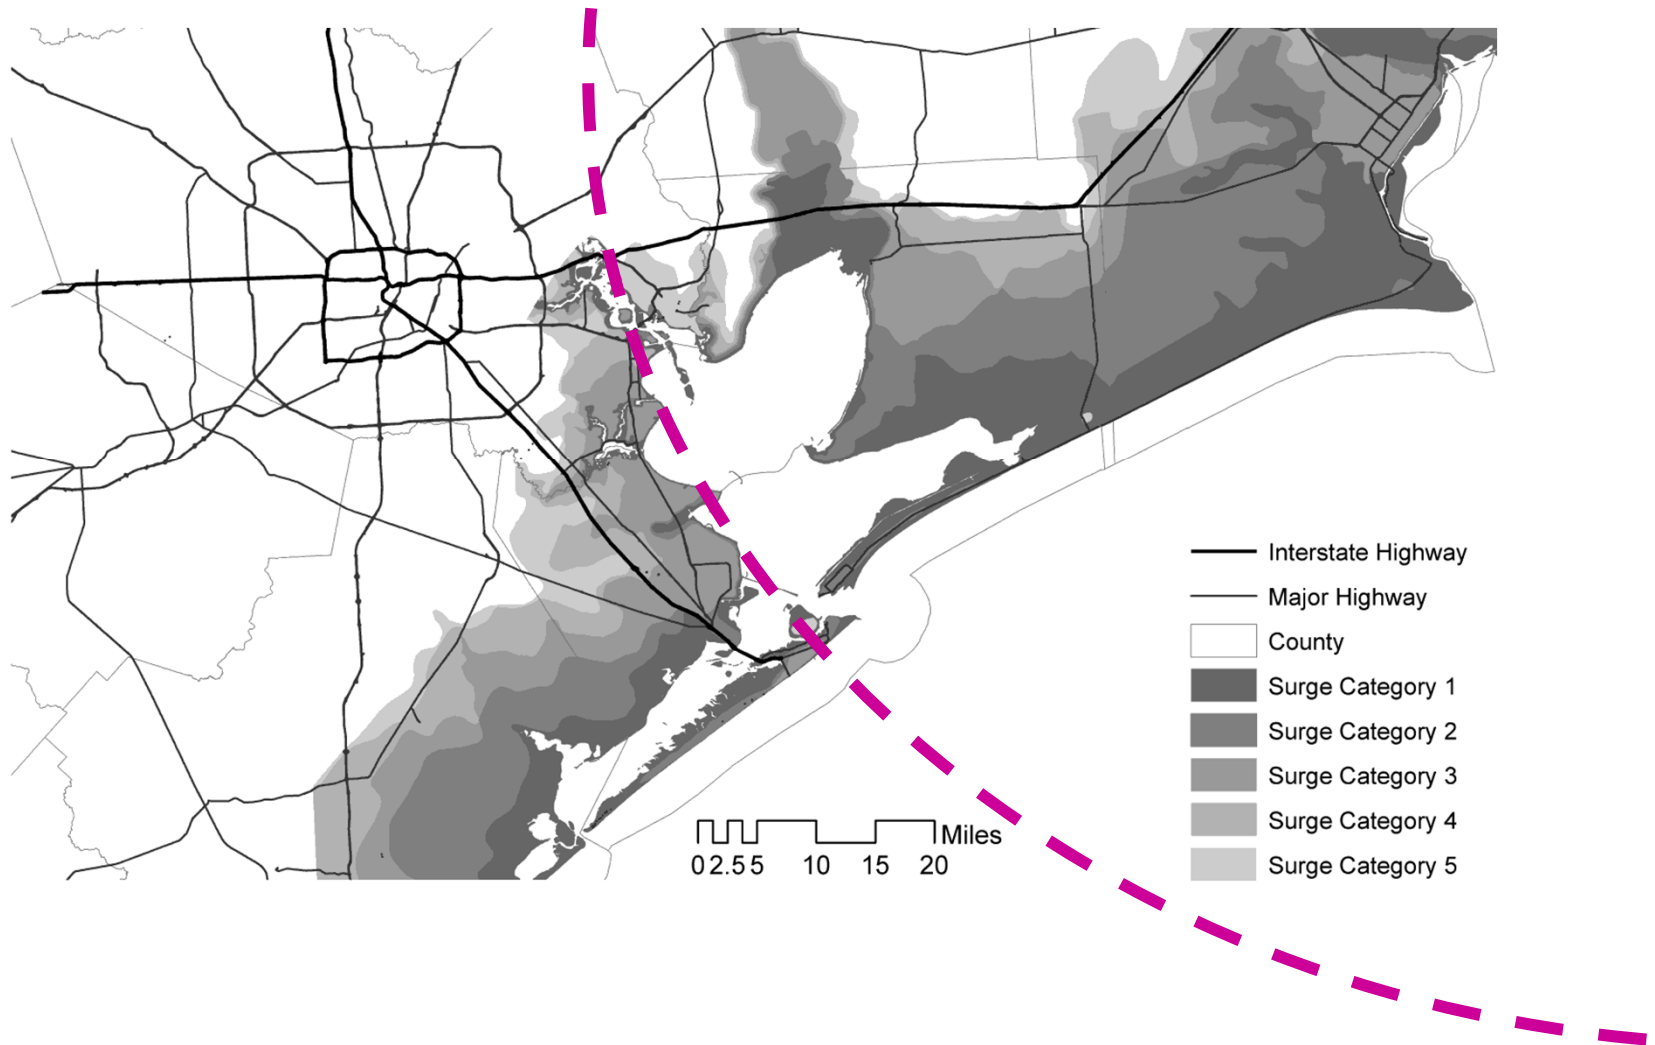 Interstate Highway
Major Highway
County
Surge Category 1
Surge Category 2
Surge Category 3
Surge Category 4
Surge Category 5
Miles
0 2.5 5 10 15 20